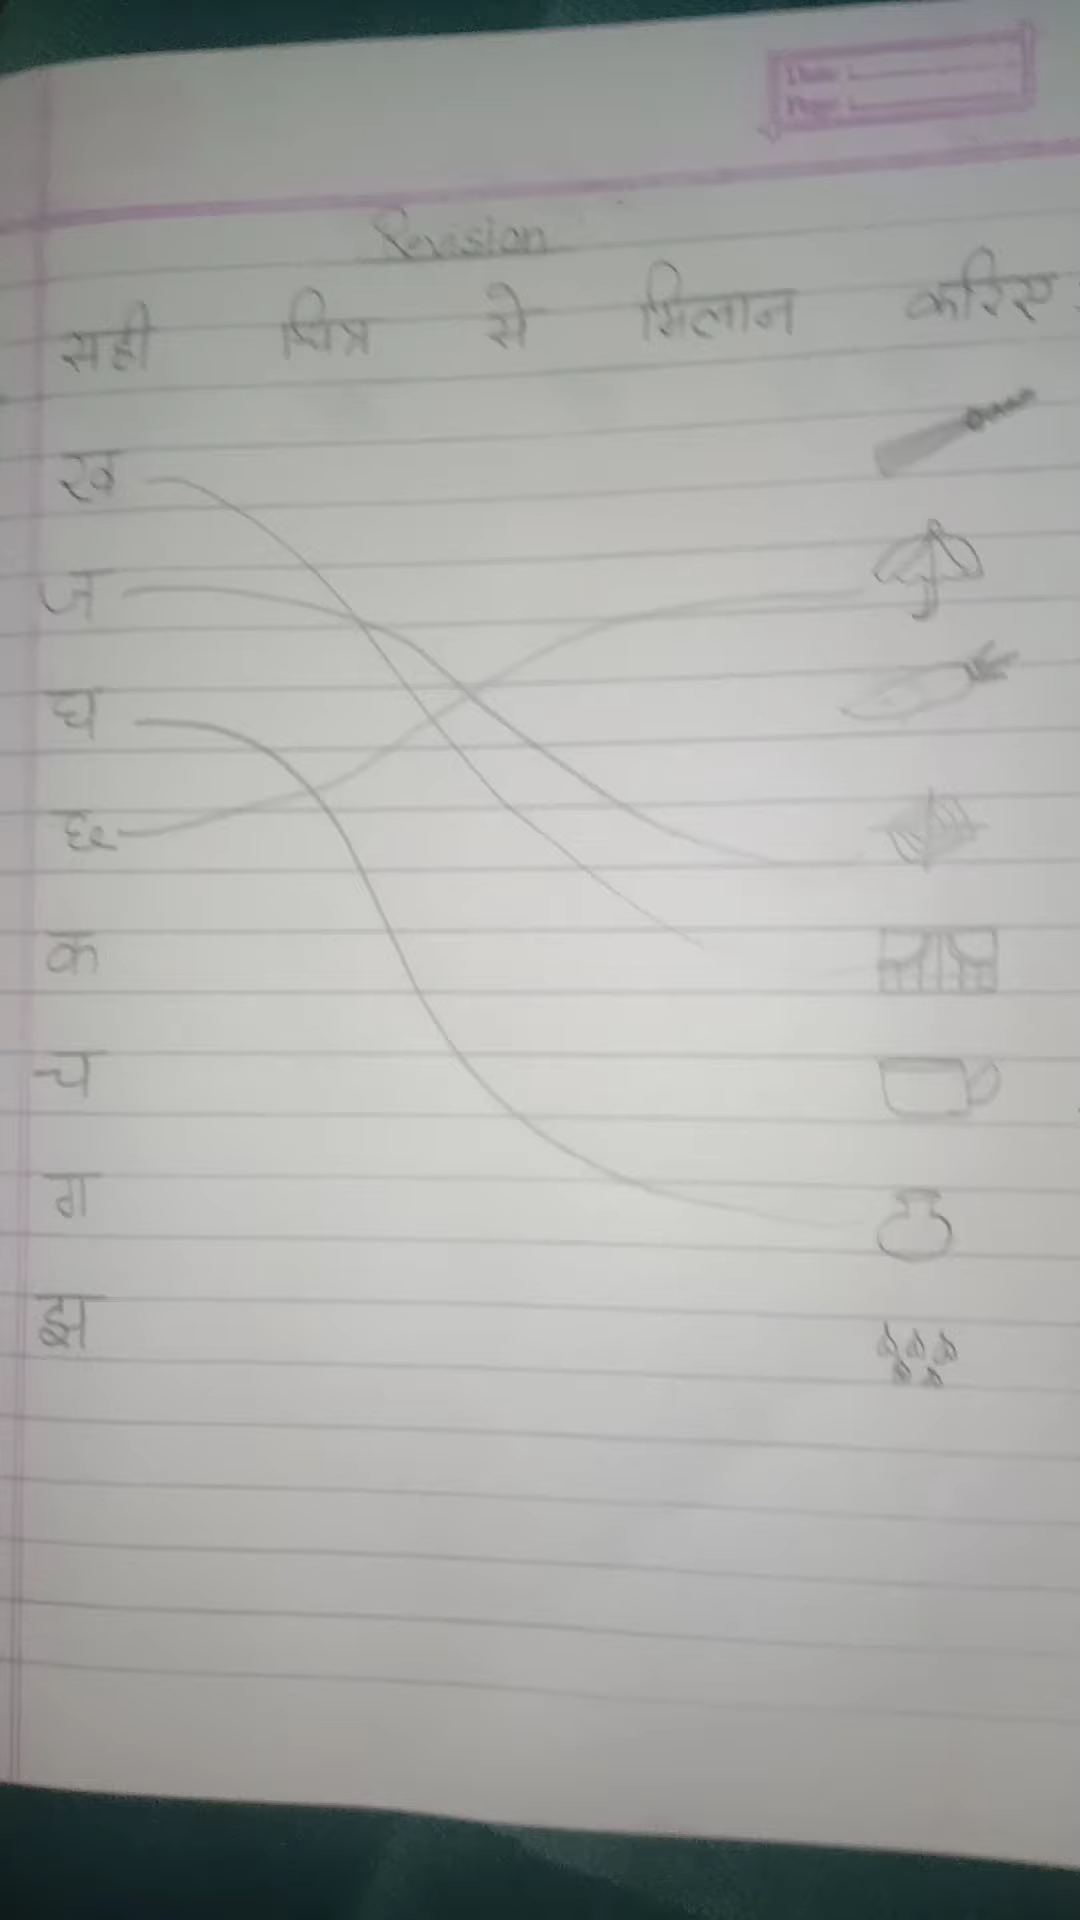 Date
Page
Revision
सही चित्र से मिलान करिए
ख
ज
घ
छ
क
च
ग
झ